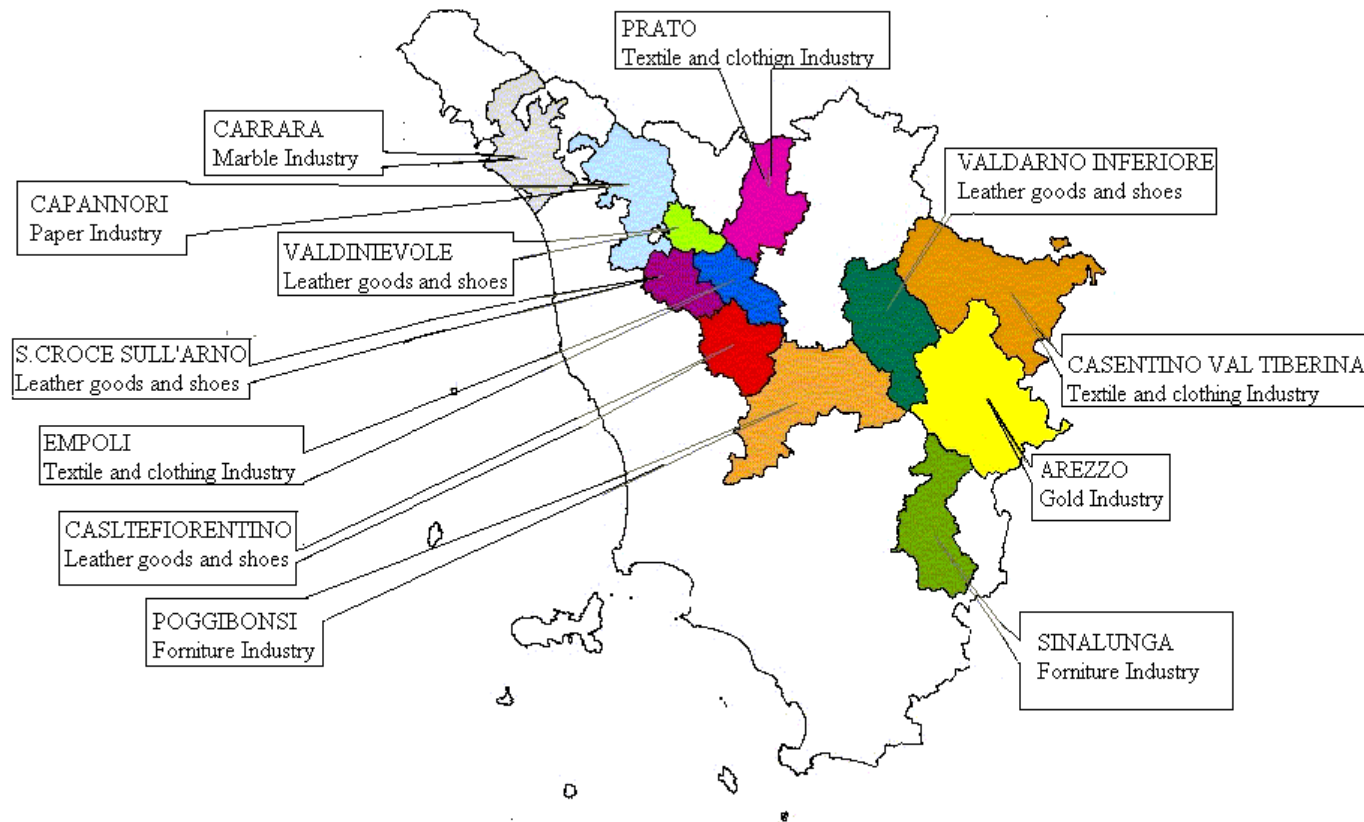 PRATO
Textile and clothign Industry
CARRARA
Marble Industry
VALDARNO INFERIORE
Leather goods and shoes
CAPANNORI
Paper Industry
VALDINIEVOLE
Leather goods and shoes
S.CROCE SULL'ARNO
Leather goods and shoes
CASENTINO VAL TIBERINA
Textile and clothing Industry
EMPOLI
Textile and clothing Industry
AREZZO
Gold Industry
CASLTEFIORENTINO
Leather goods and shoes
POGGIBONSI
Forniture Industry
SINALUNGA
Forniture Industry